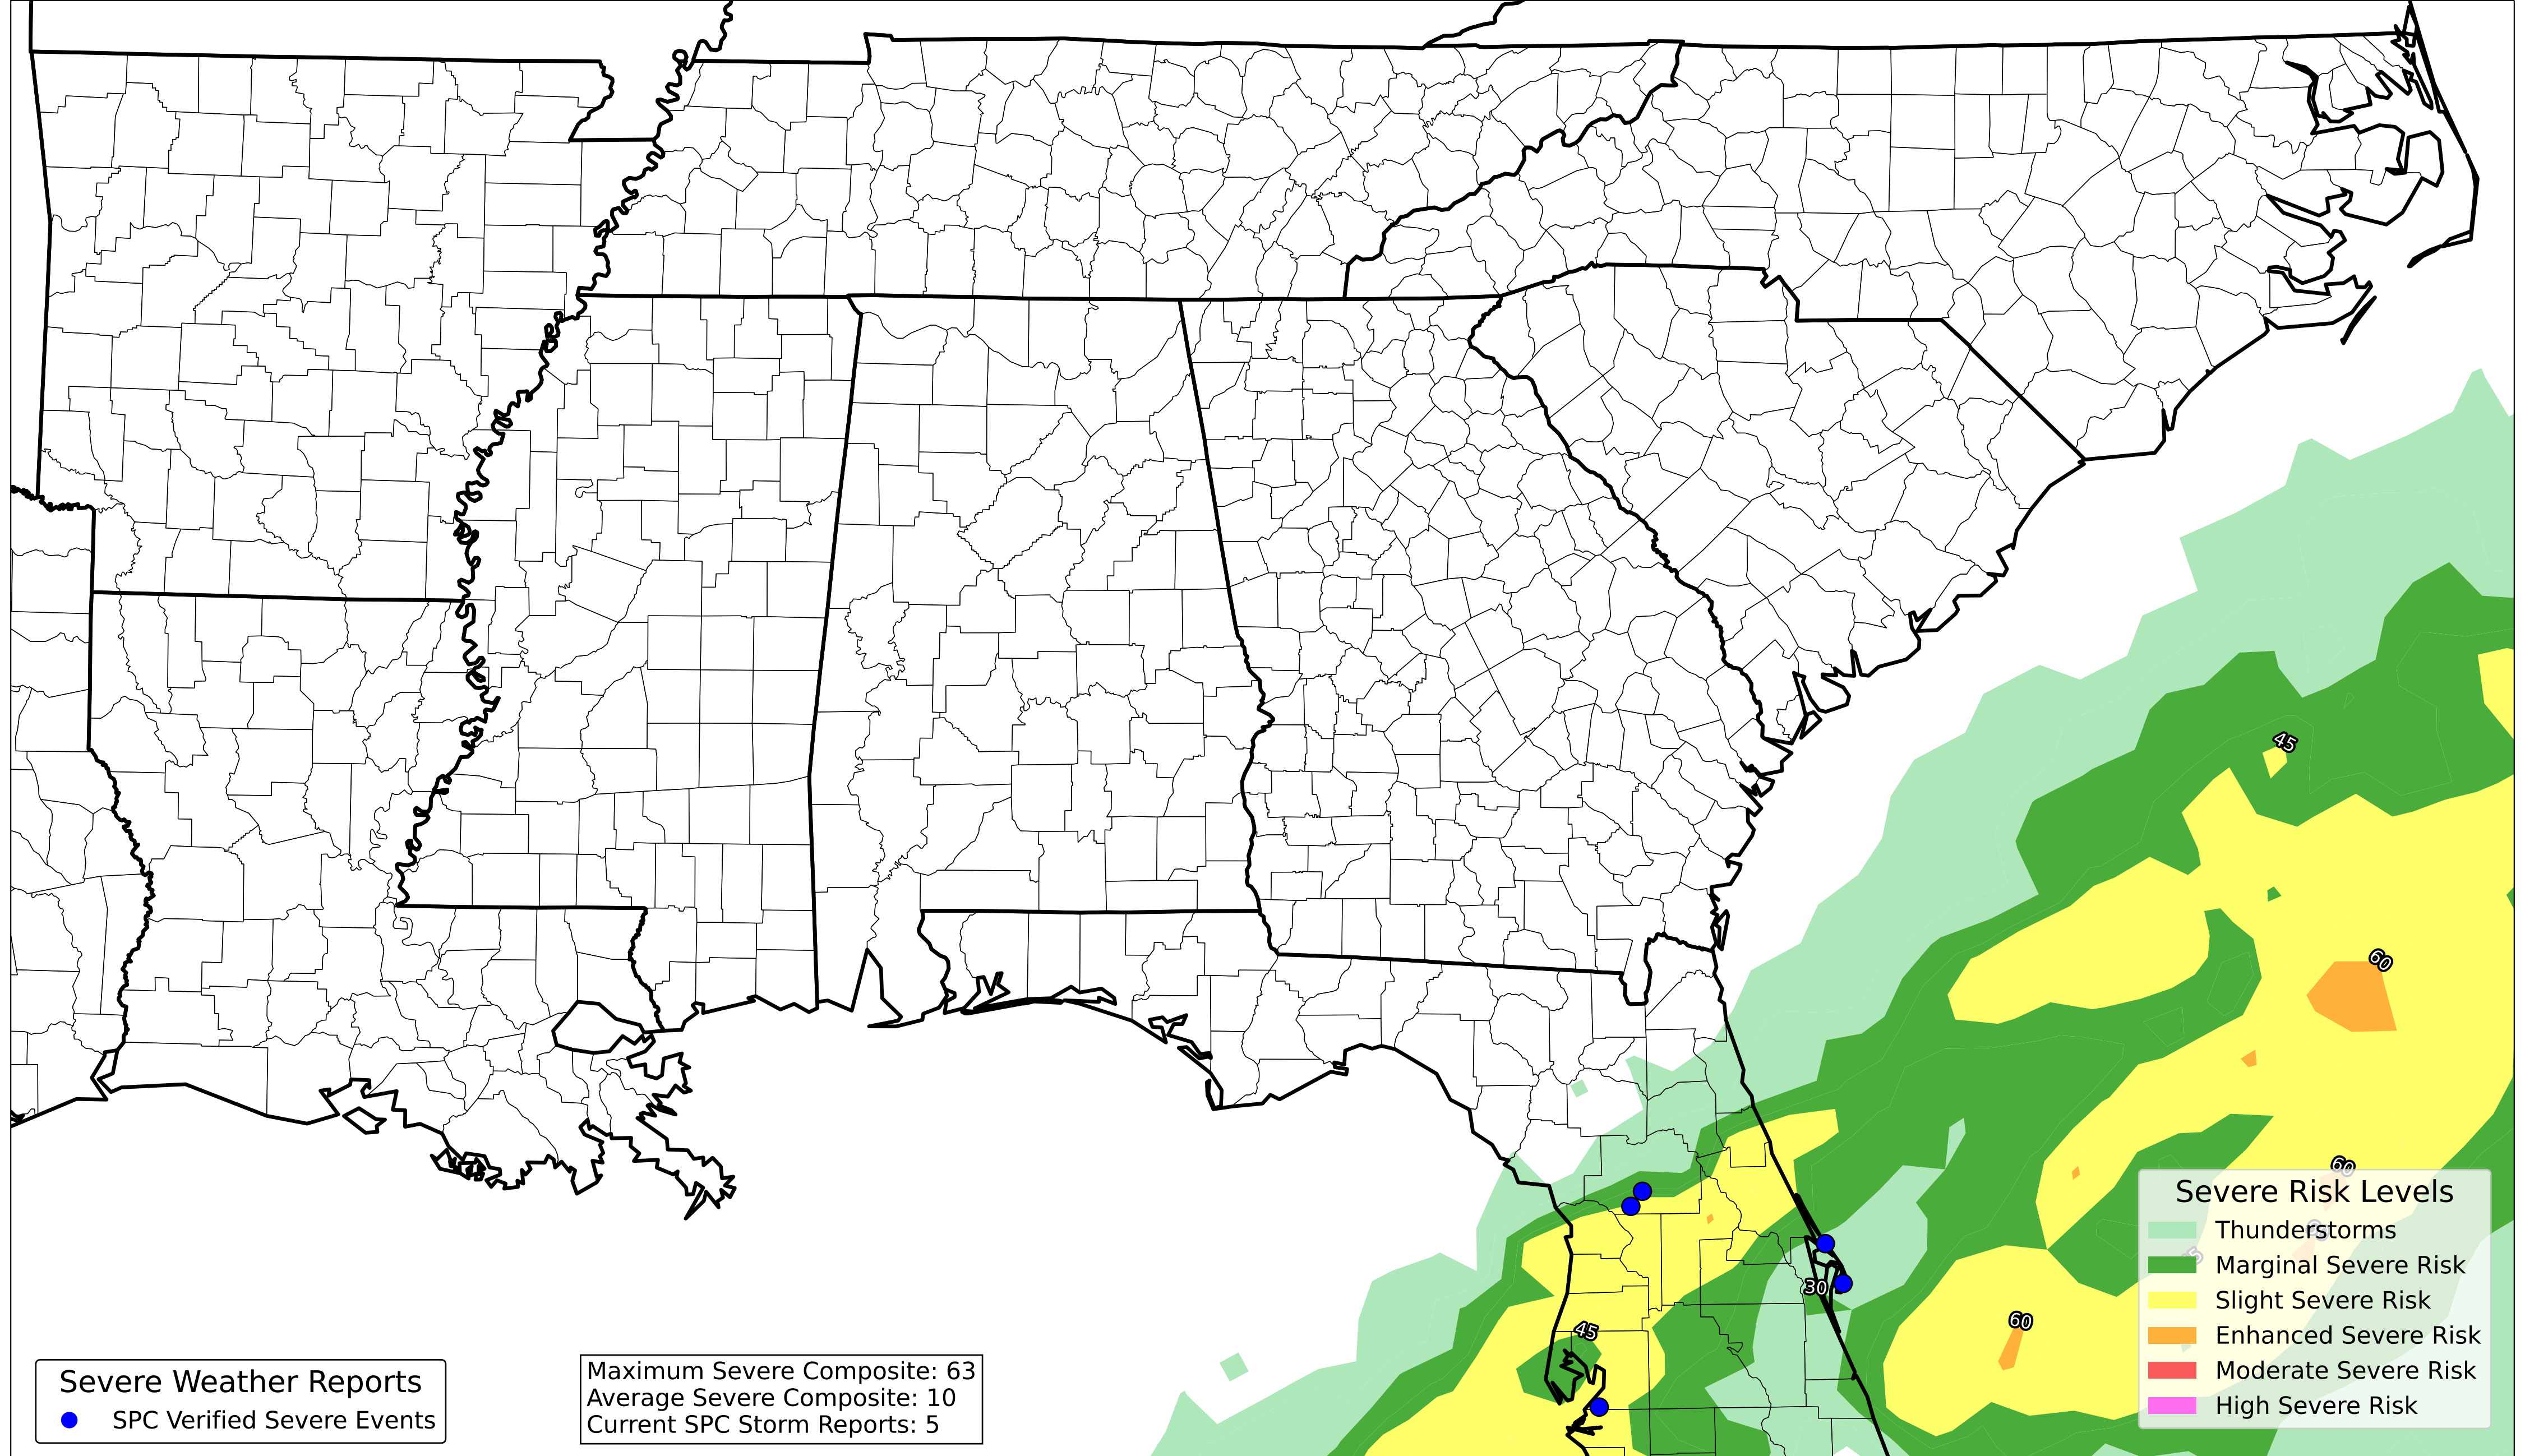 45
60
60
45
30
60
Severe Risk Levels
Thunderstorms
Marginal Severe Risk
Slight Severe Risk
Enhanced Severe Risk
Moderate Severe Risk
High Severe Risk
Severe Weather Reports
SPC Verified Severe Events
Maximum Severe Composite: 63
Average Severe Composite: 10
Current SPC Storm Reports: 5